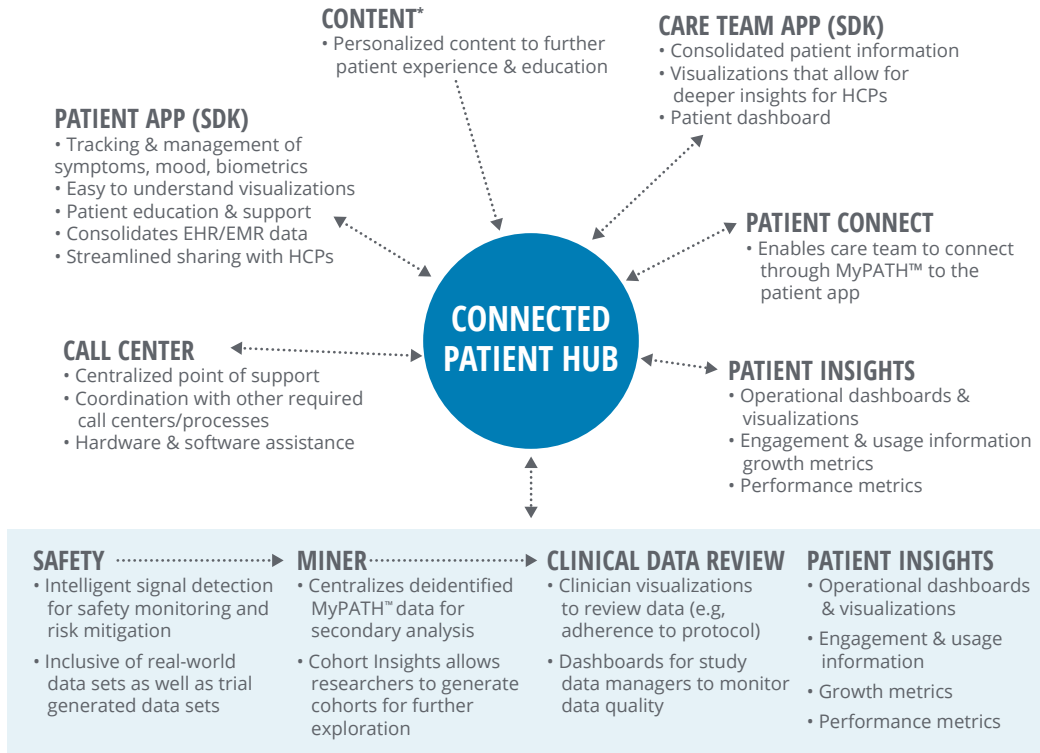 CONTENT*
• Personalized content to further
patient experience & education
CARE TEAM APP (SDK)
• Consolidated patient information
• Visualizations that allow for
deeper insights for HCPs
• Patient dashboard
PATIENT APP (SDK)
• Tracking & management of
symptoms, mood, biometrics
• Easy to understand visualizations
• Patient education & support
• Consolidates EHR/EMR data
• Streamlined sharing with HCPs
PATIENT CONNECT
• Enables care team to connect
through MyPATH™ to the
patient app
CONNECTED
PATIENT HUB
CALL CENTER
• Centralized point of support
• Coordination with other required
call centers/processes
• Hardware & software assistance
PATIENT INSIGHTS
• Operational dashboards &
visualizations
• Engagement & usage information
growth metrics
• Performance metrics
SAFETY
• Intelligent signal detection
for safety monitoring and
risk mitigation
• Inclusive of real-world
data sets as well as trial
generated data sets
MINER
• Centralizes deidentified
MyPATH™ data for
secondary analysis
• Cohort Insights allows
researchers to generate
cohorts for further
exploration
CLINICAL DATA REVIEW
• Clinician visualizations
to review data (e.g,
adherence to protocol)
• Dashboards for study
data managers to monitor
data quality
PATIENT INSIGHTS
• Operational dashboards
& visualizations
• Engagement & usage
information
• Growth metrics
• Performance metrics